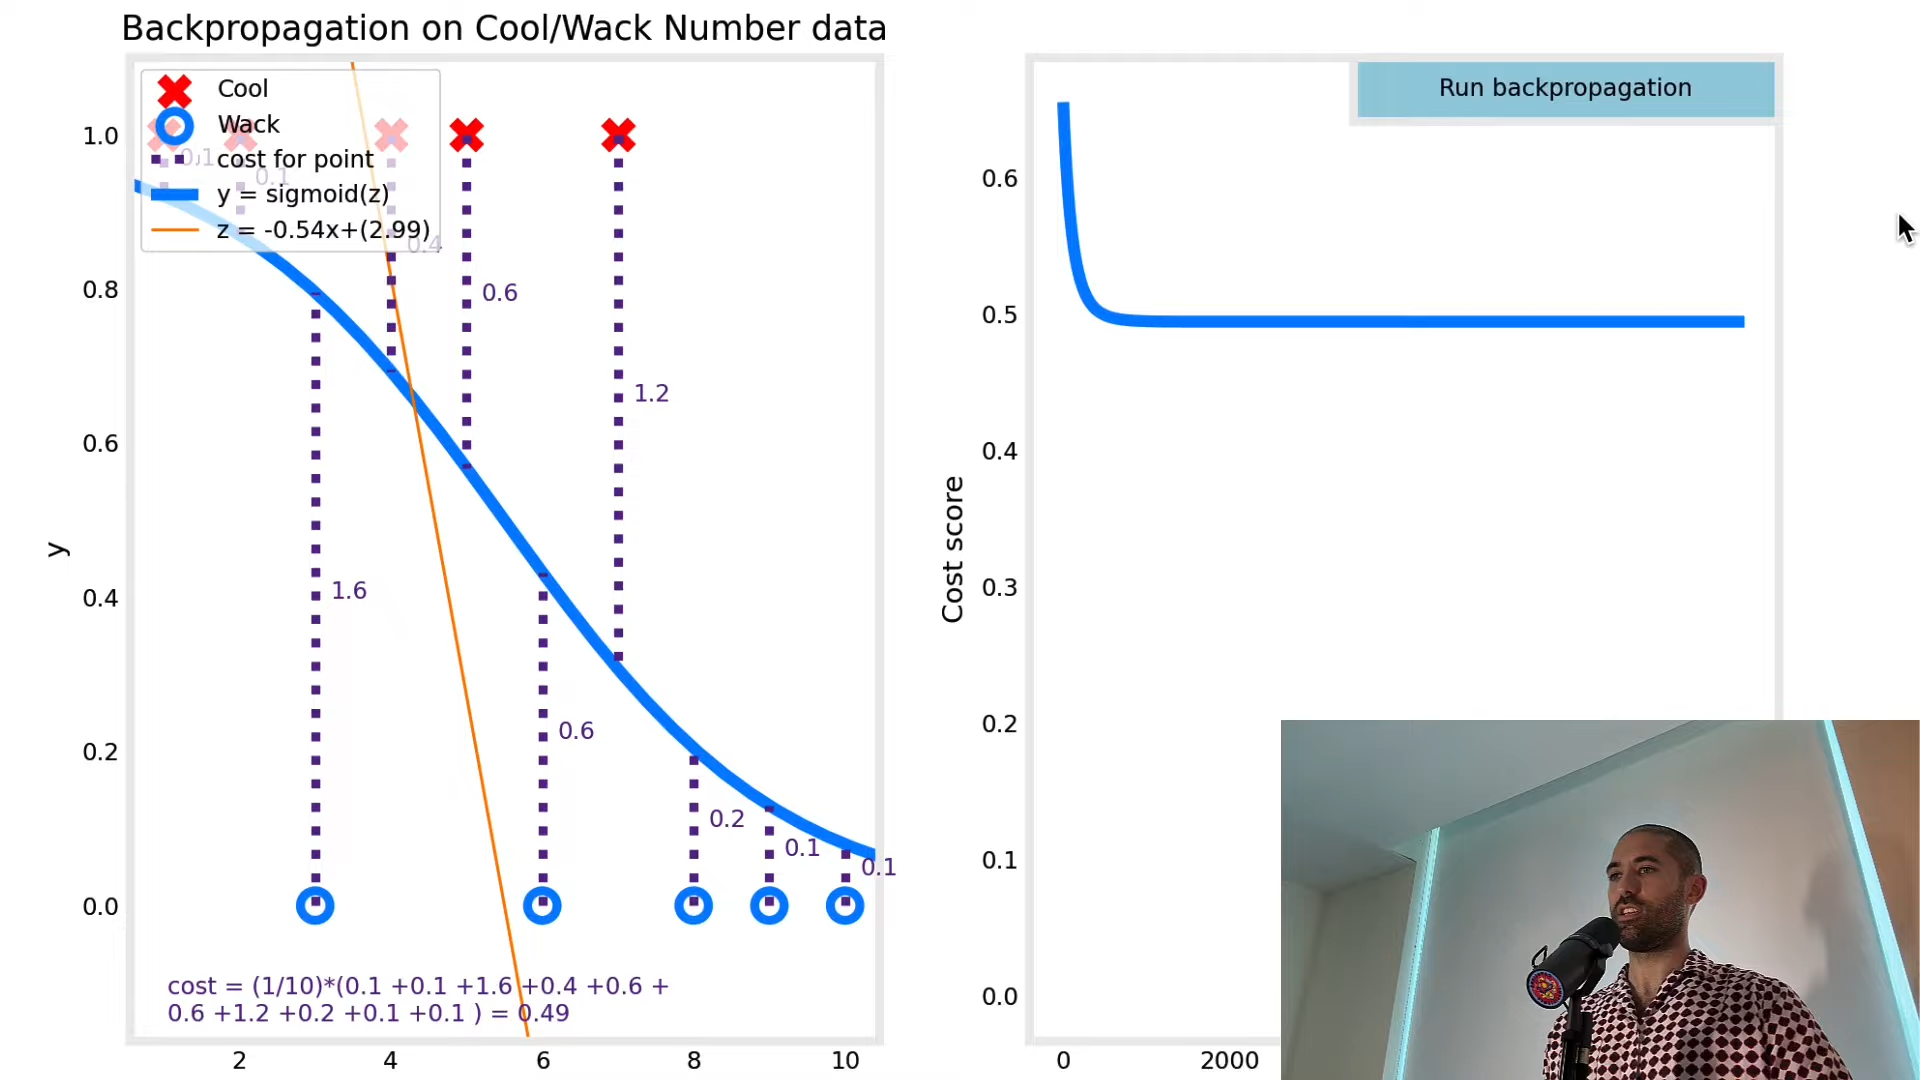 Backpropagation on Cool/Wack Number data
Cool
Wack
cost for point
y = sigmoid(z)
z = -0.54x+(2.99)
1.0
0.8
0.6
0.4
0.2
0.0
y
0.1
0.1
1.6
0.4
0.6
0.6
1.2
0.2
0.1
0.1
cost = (1/10)*(0.1 +0.1 +1.6 +0.4 +0.6 +
0.6 +1.2 +0.2 +0.1 +0.1 ) = 0.49
2
4
6
8
10
Run backpropagation
0.6
0.5
0.4
0.3
0.2
0.1
0.0
Cost score
0
2000